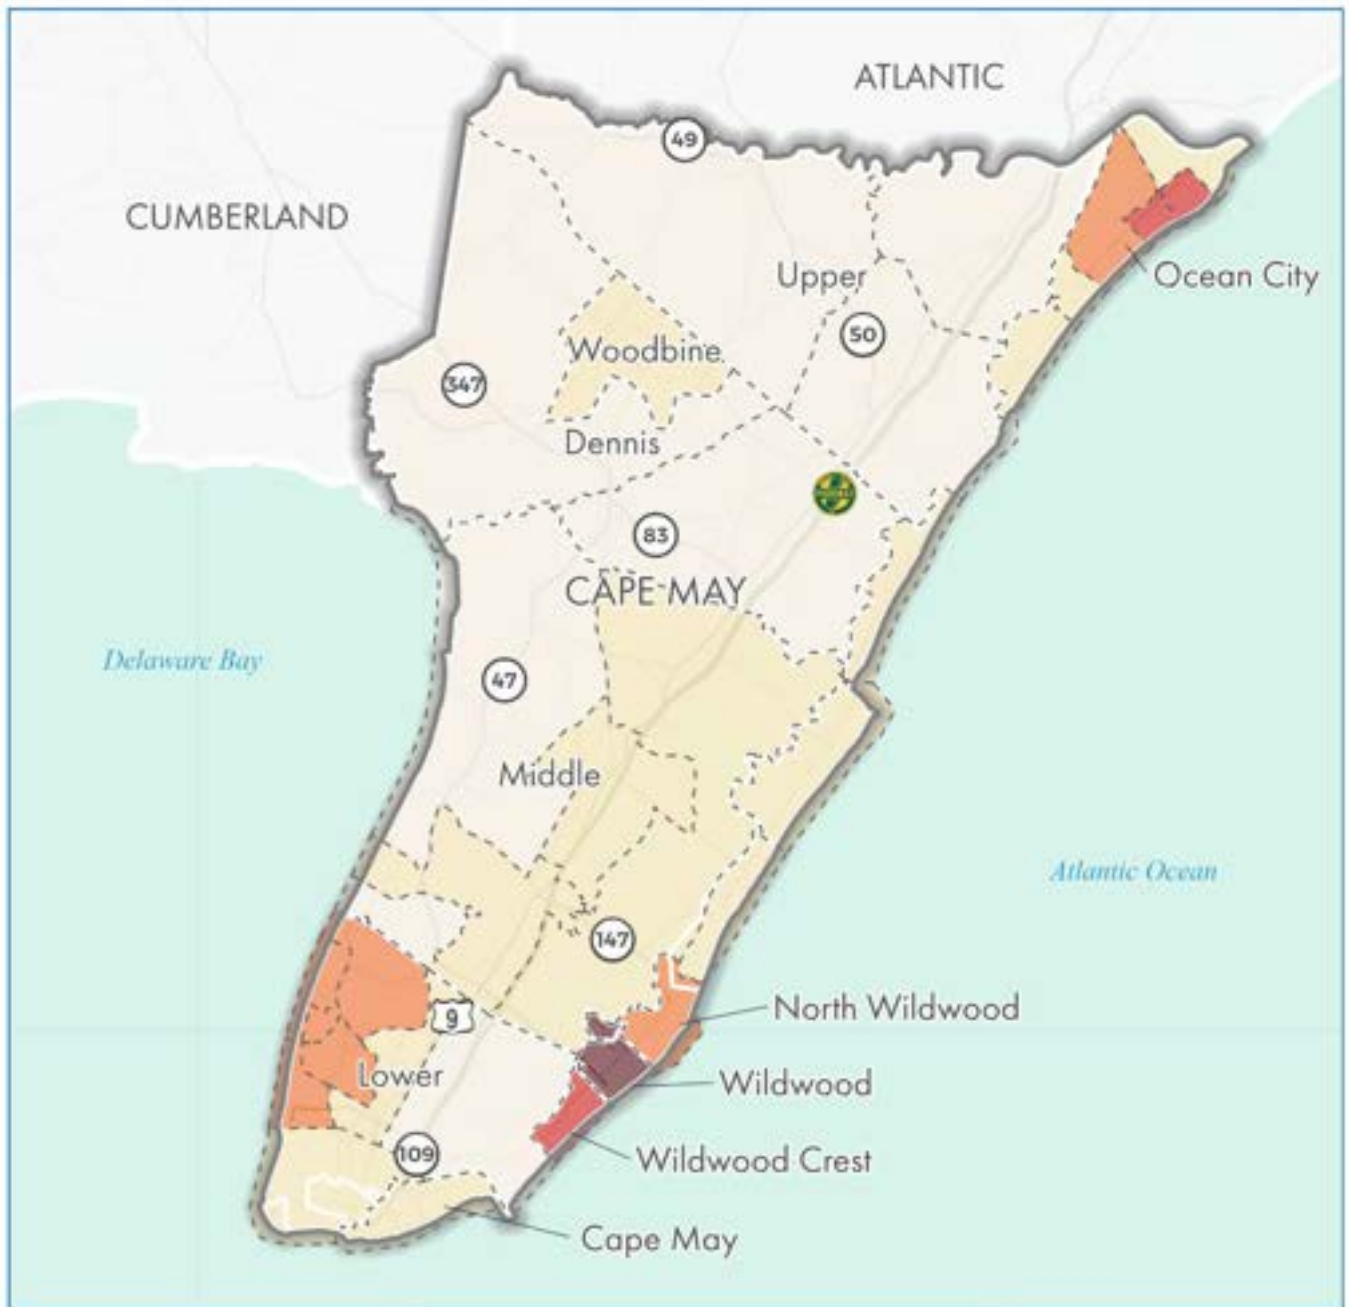 ATLANTIC
49
CUMBERLAND
Upper
Ocean City
50
Woodbine
347
Dennis
83
CAPE MAY
Delaware Bay
47
Middle
Atlantic Ocean
147
North Wildwood
9
Lower
Wildwood
109
Wildwood Crest
Cape May